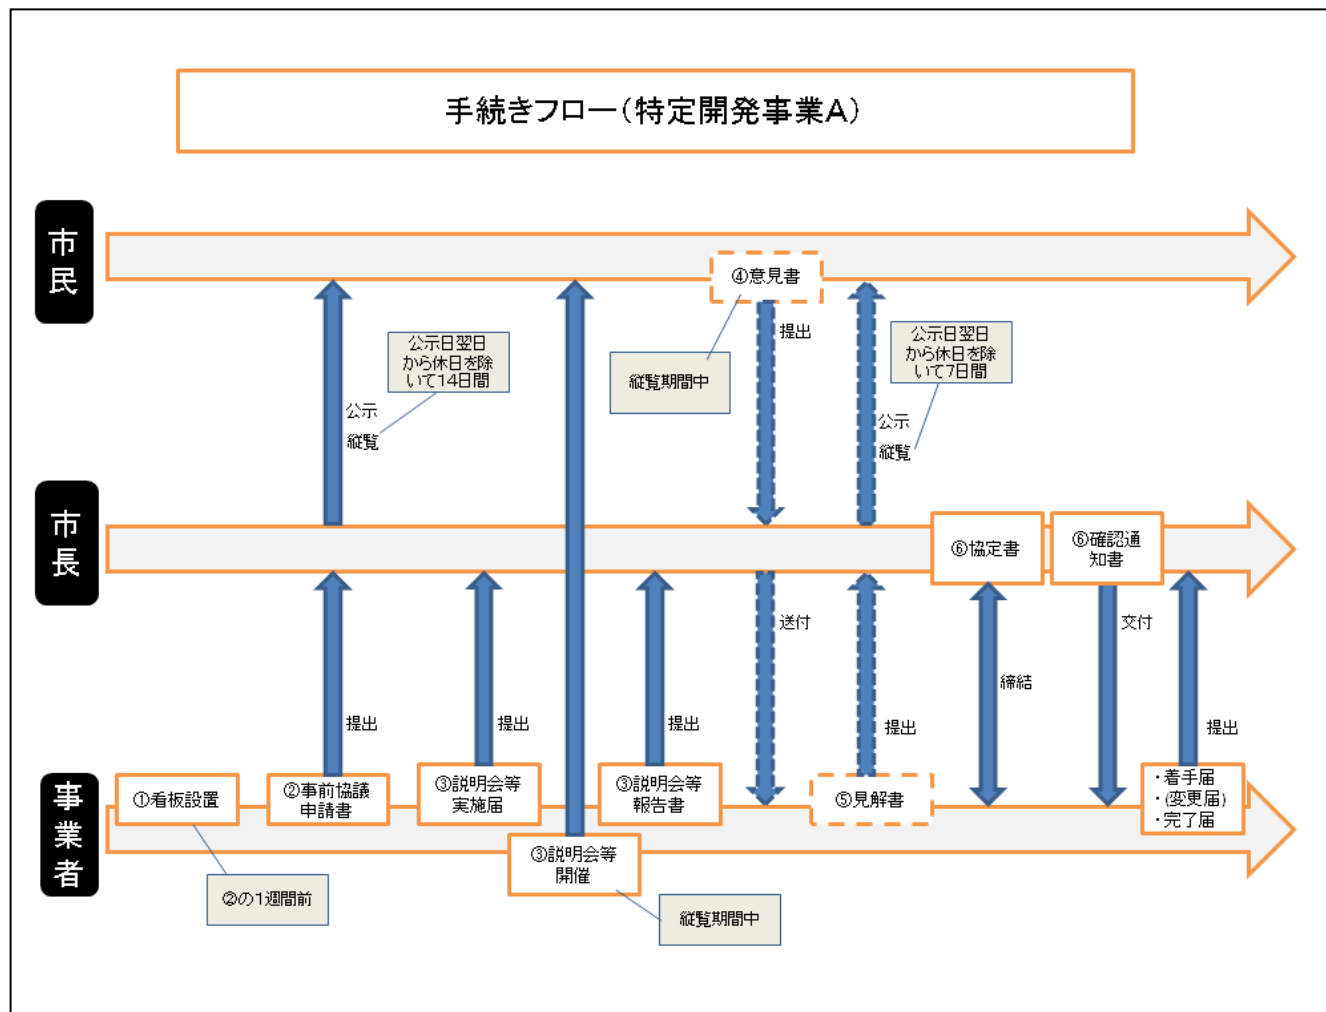 手続きフロー(特定開発事業A)
市民
④意見書
提出
公示日翌日
から休日を除
いて14日間
縦覧期間中
公示日翌日
から休日を除
いて7日間
公示
縦覧
公示
縦覧
市長
⑥協定書
⑥確認通
知書
提出
提出
提出
送付
提出
締結
交付
提出
事業者
①看板設置
②事前協議
申請書
③説明会等
実施届
③説明会等
開催
③説明会等
報告書
⑤見解書
・着手届
・(変更届)
・完了届
②の1週間前
縦覧期間中